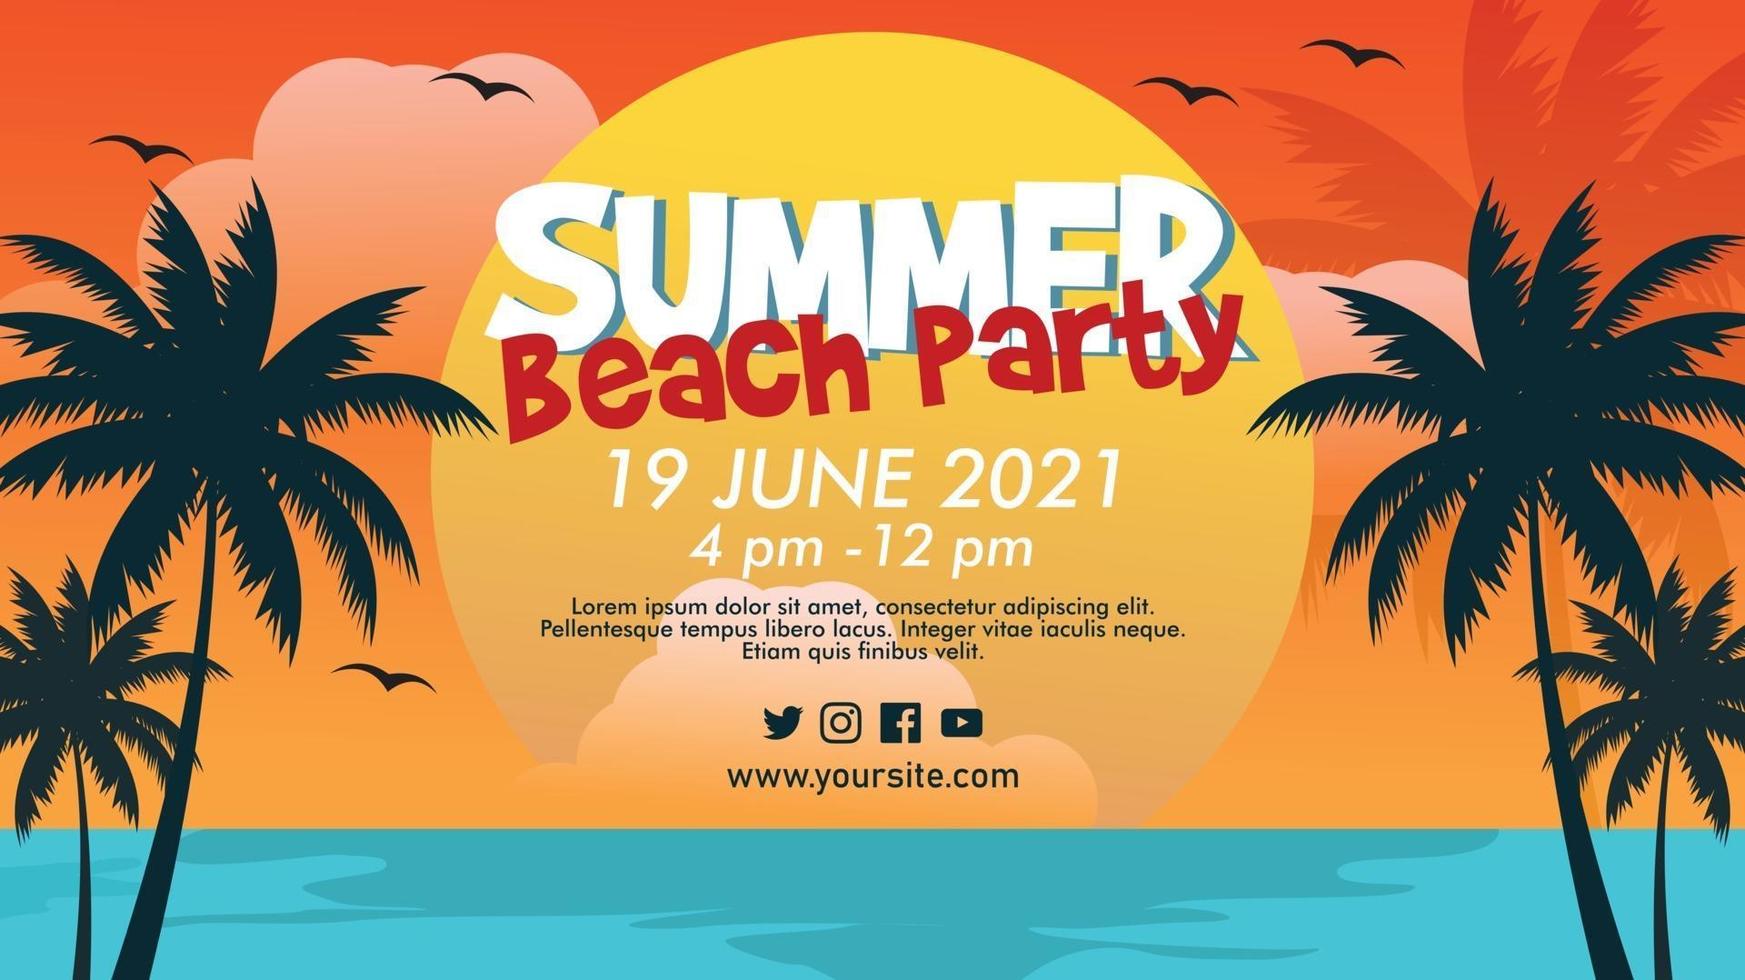 SUMMER
Beach Party
19 JUNE 2021
4 pm -12 pm
Lorem ipsum dolor sit amet, consectetur adipiscing elit.
Pellentesque tempus libero lacus. Integer vitae iaculis neque.
Etiam quis finibus velit.
www.yoursite.com